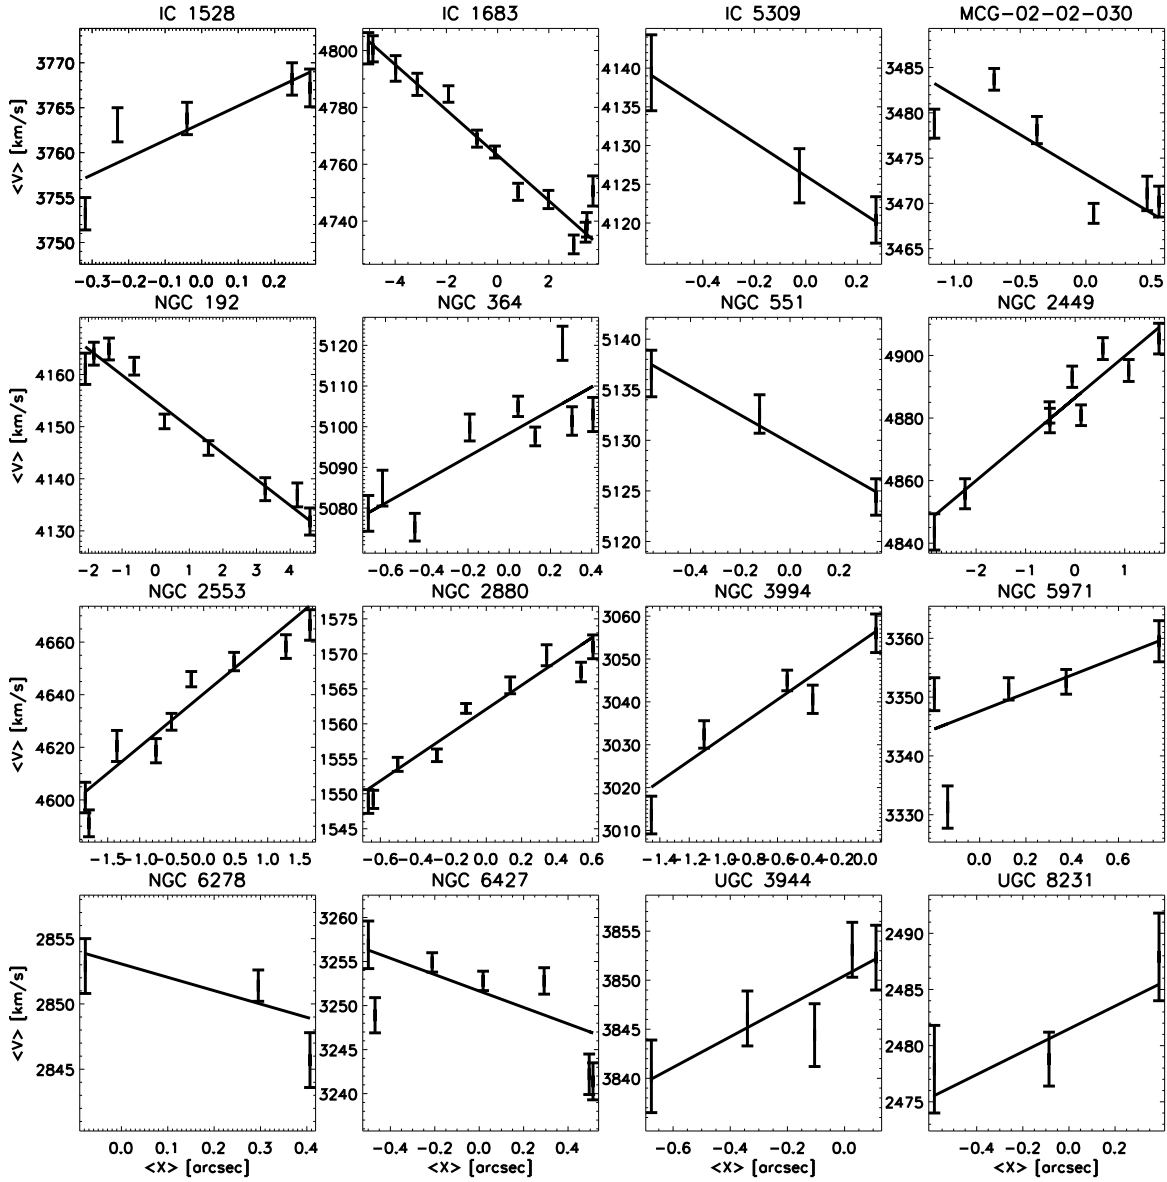 IC 1528 IC 1683 IC 5309 MCG-02-02-030
<V> [km/s]
3770 3765 3760 3755 3750
4800 4780 4760 4740
4140 4135 4130 4125 4120
3485 3480 3475 3470 3465
-0.3 -0.2 -0.1 0.0 0.1 0.2
-4 -2 0 2
-0.4 -0.2 0.0 0.2
-1.0 -0.5 0.0 0.5
NGC 192 NGC 364 NGC 551 NGC 2449
<V> [km/s]
4160 4150 4140 4130
5120 5110 5100 5090 5080
5140 5135 5130 5125 5120
4900 4880 4860 4840
-2 -1 0 1 2 3 4
-0.6 -0.4 -0.2 0.0 0.2 0.4
-0.4 -0.2 0.0 0.2
-2 -1 0 1
NGC 2553 NGC 2880 NGC 3994 NGC 5971
<V> [km/s]
4660 4640 4620 4600
1575 1570 1565 1560 1555 1550 1545
3060 3050 3040 3030 3020 3010
3360 3350 3340 3330
-1.5 -1.0 -0.5 0.0 0.5 1.0 1.5
-0.6 -0.4 -0.2 0.0 0.2 0.4 0.6
-1.4 -1.2 -1.0 -0.8 -0.6 -0.4 -0.2 0.0
0.0 0.2 0.4 0.6
NGC 6278 NGC 6427 UGC 3944 UGC 8231
<V> [km/s]
2855 2850 2845
3260 3255 3250 3245 3240
3855 3850 3845 3840
2490 2485 2480 2475
0.0 0.1 0.2 0.3 0.4
-0.4 -0.2 0.0 0.2 0.4
-0.6 -0.4 -0.2 0.0
-0.4 -0.2 0.0 0.2
<X> [arcsec] <X> [arcsec] <X> [arcsec] <X> [arcsec]